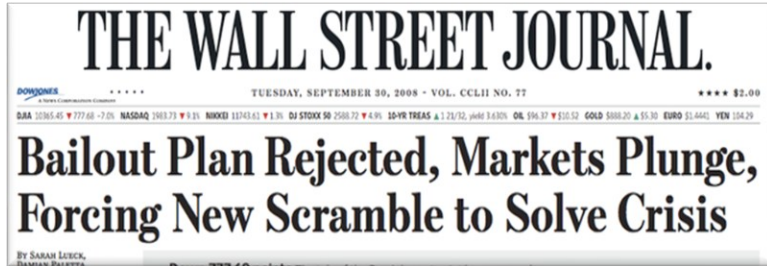 THE WALL STREET JOURNAL.
DOWJONES
A NEWS CORPORATION COMPANY
TUESDAY, SEPTEMBER 30, 2008 - VOL. CCLII NO. 77
★★★★ $2.00
DJIA 10365.45 ▼ 777.68 -7.0% NASDAQ 1983.73 ▼ 9.1% NIKKEI 11743.61 ▼ 1.3% DJ STOXX 50 2588.72 ▼ 4.9% 10-YR TREAS ▲ 1 21/32, yield 3.630% OIL $96.37 ▼ $10.52 GOLD $888.20 ▲ $5.30 EURO $1.4441 YEN 104.29
Bailout Plan Rejected, Markets Plunge,
Forcing New Scramble to Solve Crisis
BY SARAH LUECK,
DAMIAN PALETTA